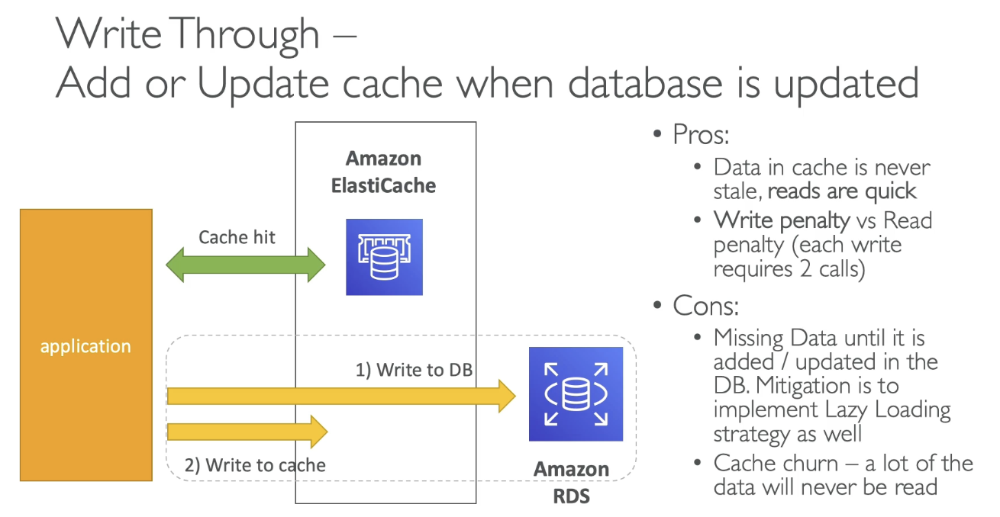 Write Through –
Add or Update cache when database is updated
Amazon
ElastiCache
Cache hit
application
1) Write to DB
2) Write to cache
Amazon
RDS
• Pros:
• Data in cache is never
stale, reads are quick
• Write penalty vs Read
penalty (each write
requires 2 calls)
• Cons:
• Missing Data until it is
added / updated in the
DB. Mitigation is to
implement Lazy Loading
strategy as well
• Cache churn – a lot of the
data will never be read